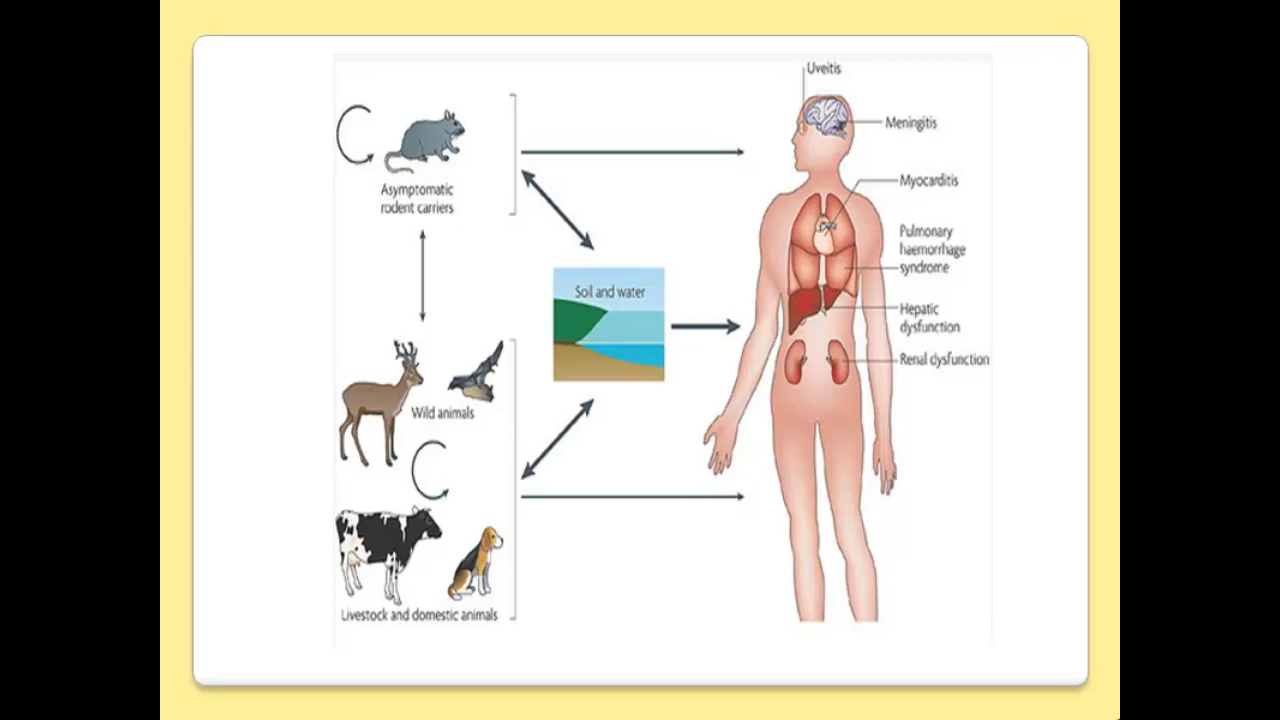 Uveitis
Meningitis
Asymptomatic
rodent carriers
Myocarditis
Pulmonary
haemorrhage
syndrome
Soil and water
Hepatic
dysfunction
Renal dysfunction
Wild animals
Livestock and domestic animals